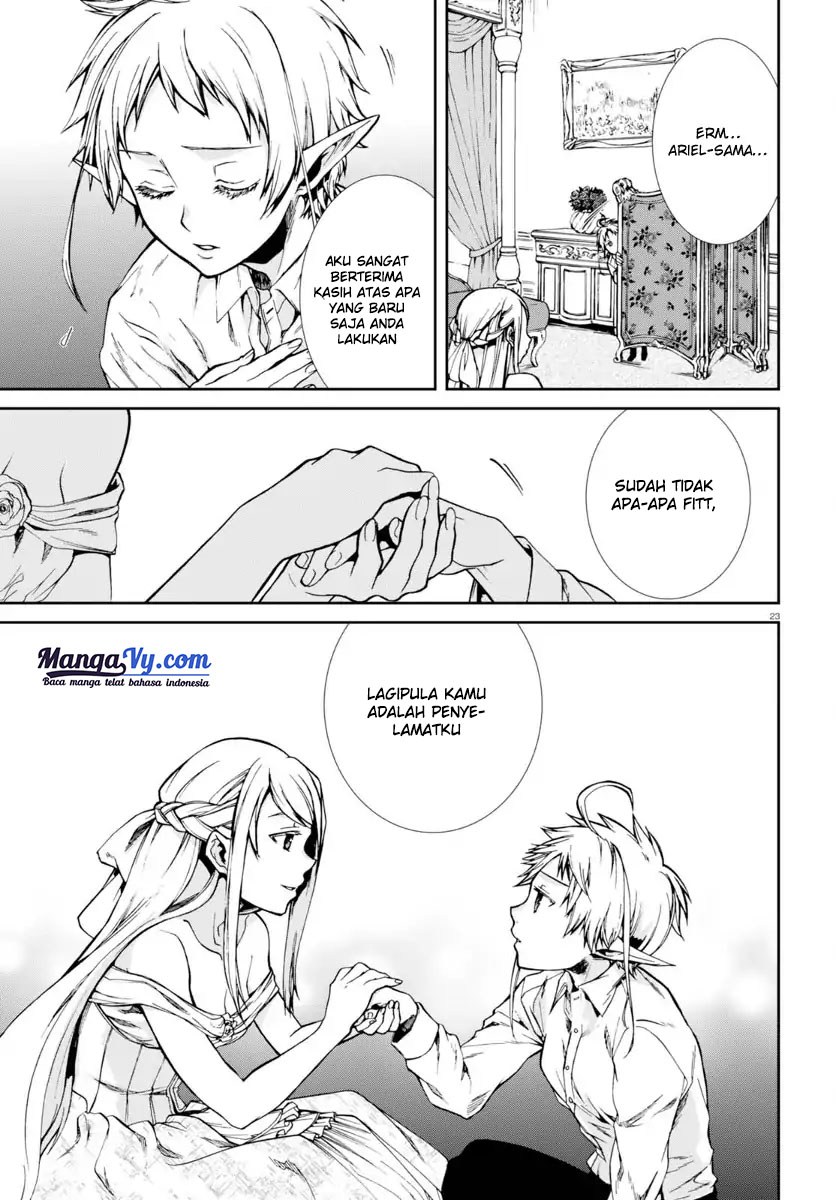 ERM...
ARIEL-SAMA...
AKU SANGAT
BERTERIMA
KASIH ATAS APA
YANG BARU
SAJA ANDA
LAKUKAN
SUDAH TIDAK
APA-APA FITT,
23
MangaVy.com
Baca manga telat bahasa indonesia
LAGIPULA KAMU
ADALAH PENYE-
LAMATKU